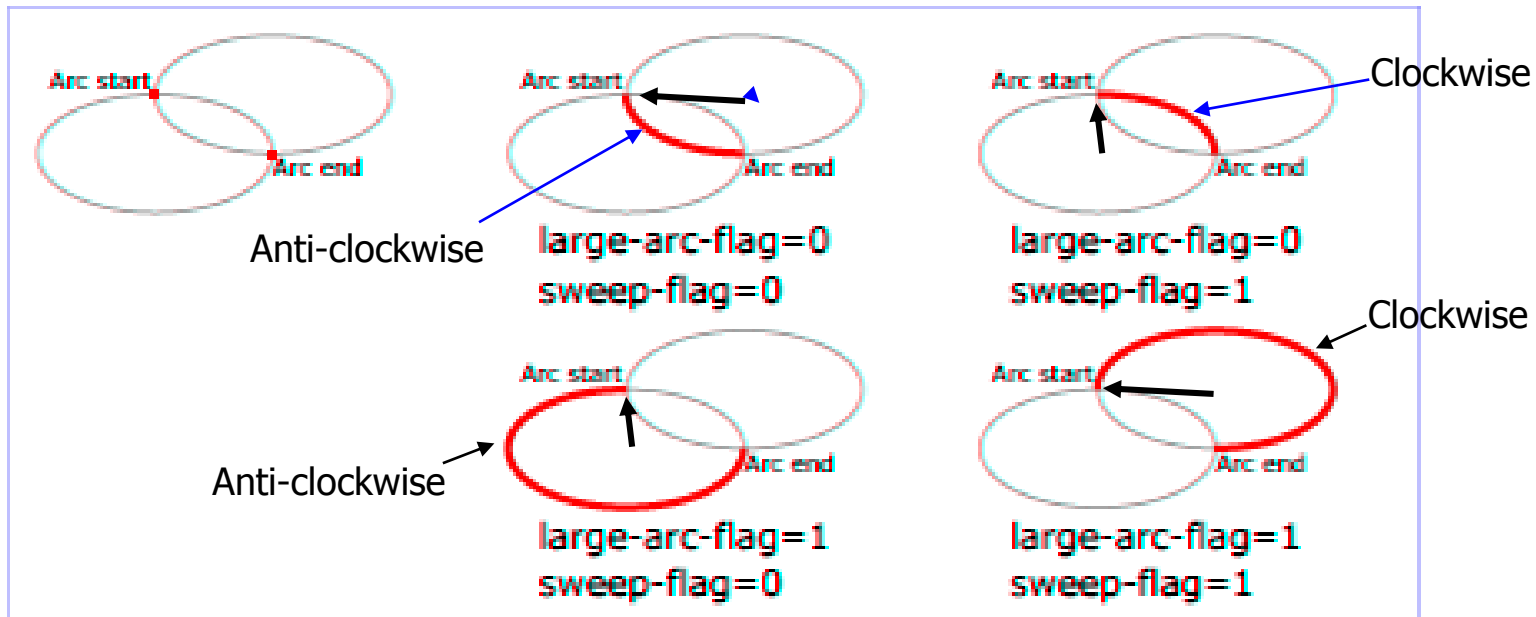 Arc start
Arc end
Arc start
Arc end
Anti-clockwise
large-arc-flag=0
sweep-flag=0
Clockwise
Arc start
Arc end
large-arc-flag=0
sweep-flag=1
Arc start
Arc end
Anti-clockwise
large-arc-flag=1
sweep-flag=0
Clockwise
Arc start
Arc end
large-arc-flag=1
sweep-flag=1